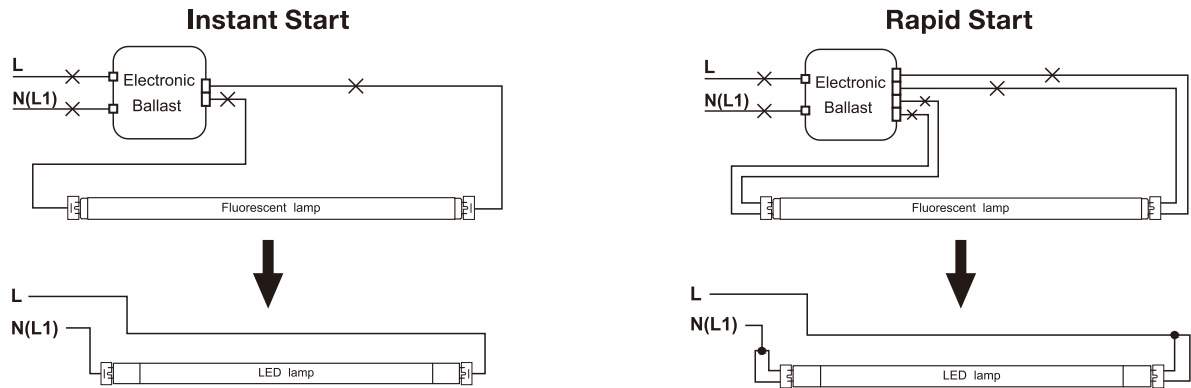 Instant Start
L
N(L1)
Electronic
Ballast
Fluorescent lamp
L
N(L1)
LED lamp
Rapid Start
L
N(L1)
Electronic
Ballast
Fluorescent lamp
L
N(L1)
LED lamp